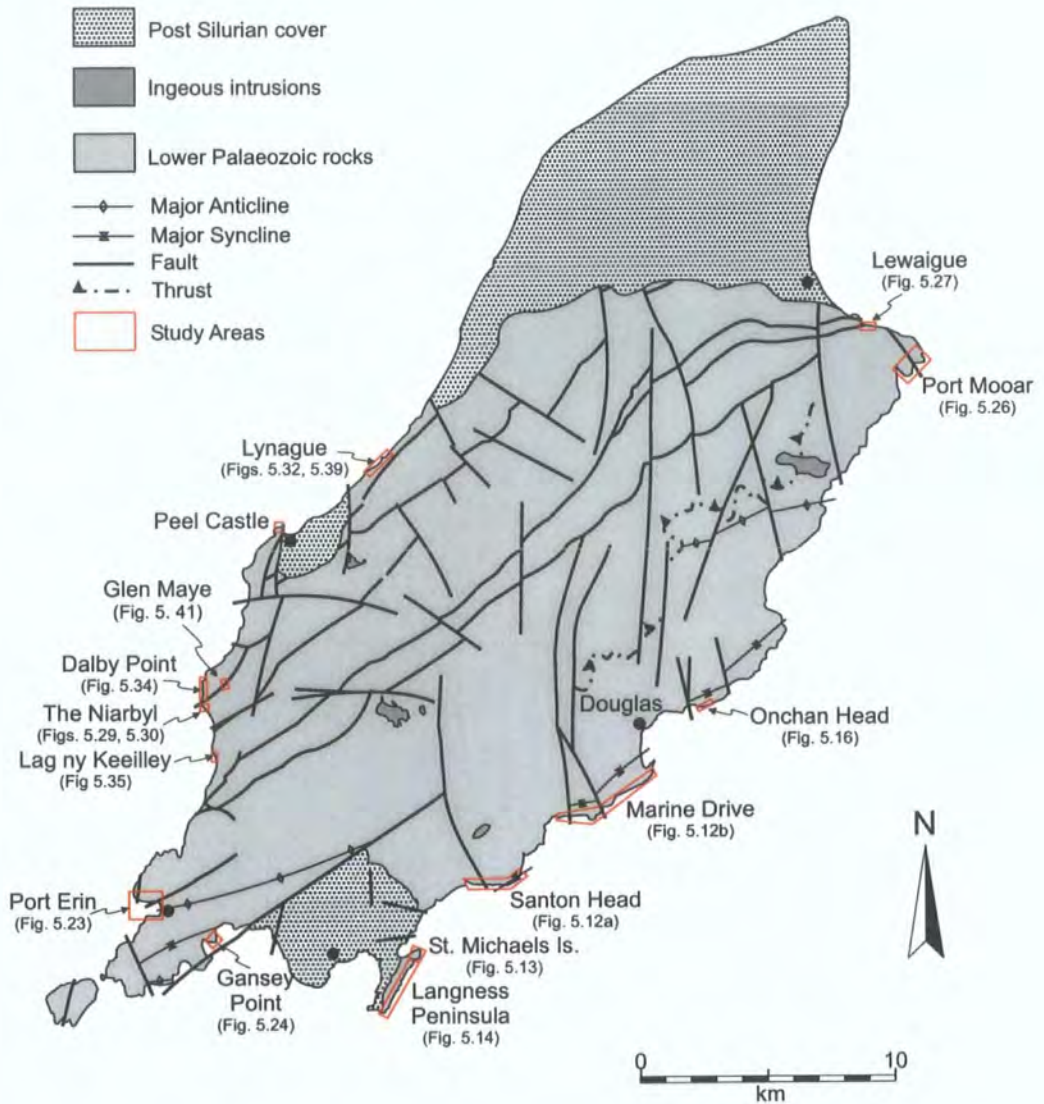 Post Silurian cover
Ingeous intrusions
Lower Palaeozoic rocks
Major Anticline
Major Syncline
Fault
Thrust
Study Areas
Lewaigue
(Fig. 5.27)
Port Mooar
(Fig. 5.26)
Lynague
(Figs. 5.32, 5.39)
Peel Castle
Glen Maye
(Fig. 5. 41)
Dalby Point
(Fig. 5.34)
The Niarbyl
(Figs. 5.29, 5.30)
Lag ny Keeilley
(Fig. 5.35)
Douglas
Onchan Head
(Fig. 5.16)
Marine Drive
(Fig. 5.12b)
N
Port Erin
(Fig. 5.23)
Santon Head
(Fig. 5.12a)
St. Michaels Is.
(Fig. 5.13)
Gansey
Point
(Fig. 5.24)
Langness
Peninsula
(Fig. 5.14)
0 10
km